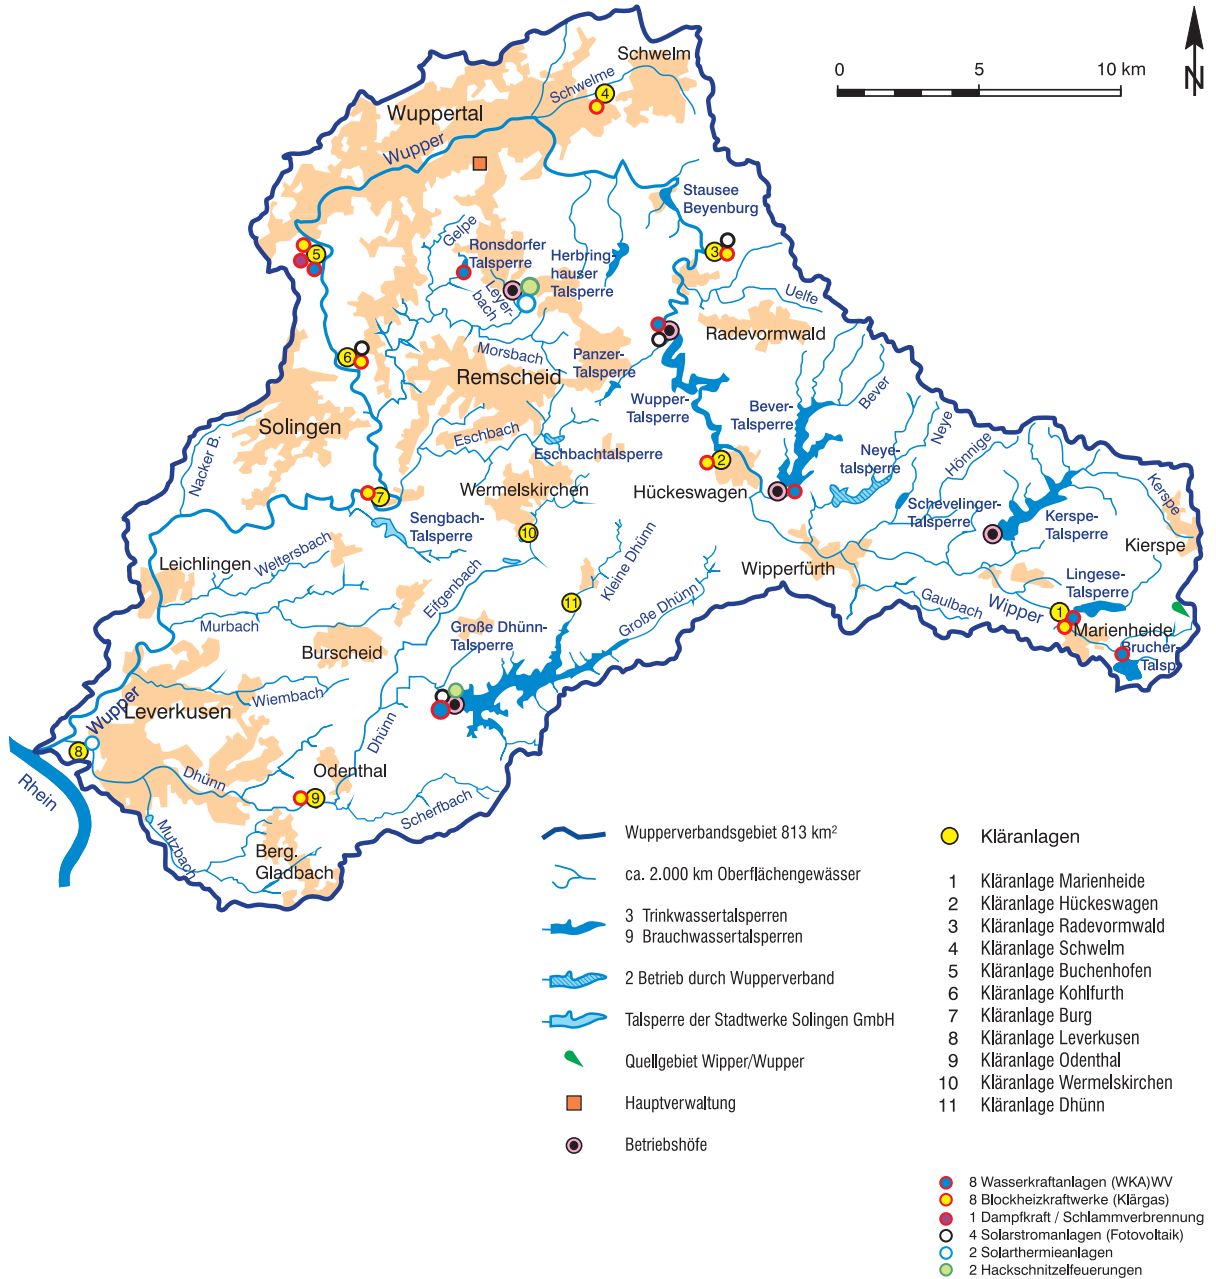 Schwelm
Schwelme
4
0 5 10 km
N
Wuppertal
Wupper
Stausee
Beyenburg
Gelpe
Ronsdorfer
Talsperre
Herbring-
hauser
Talsperre
Leyer-
bach
3
5
Uelfe
Radevormwald
6
Morsbach
Panzer-
Talsperre
Remscheid
Wupper-
Talsperre
Bever-
talsperre
Bever
Neye
Neye-
talsperre
Hönnige
Solingen
Nacker B.
Eschbach
Eschbachtalsperre
2
Hückeswagen
Wermelskirchen
7
Sengbach-
Talsperre
10
Schevelinger-
Talsperre
Kerspe-
Talsperre
Kerspe
Kierspe
Leichlingen
Weltersbach
Eifgenbach
Kleine Dhünn
Wipperfürth
Gaulbach
Wipper
Lingese-
Talsperre
1
Marienheide
Brucher-
Talsp.
11
Murbach
Große Dhünn-
Talsperre
Große Dhünn
Burscheid
Wiembach
Leverkusen
Wupper
8
Dhünn
Dhünn
Odenthal
9
Rhein
Mutzbach
Scherfbach
Berg.
Gladbach
Wupperverbandsgebiet 813 km²
ca. 2.000 km Oberflächengewässer
3 Trinkwassertalsperren
9 Brauchwassertalsperren
2 Betrieb durch Wupperverband
Talsperre der Stadtwerke Solingen GmbH
Quellgebiet Wipper/Wupper
Hauptverwaltung
Betriebshöfe
Kläranlagen
1 Kläranlage Marienheide
2 Kläranlage Hückeswagen
3 Kläranlage Radevormwald
4 Kläranlage Schwelm
5 Kläranlage Buchenhofen
6 Kläranlage Kohlfurth
7 Kläranlage Burg
8 Kläranlage Leverkusen
9 Kläranlage Odenthal
10 Kläranlage Wermelskirchen
11 Kläranlage Dhünn
8 Wasserkraftanlagen (WKA)WV
8 Blockheizkraftwerke (Klärgas)
1 Dampfkraft / Schlammverbrennung
4 Solarstromanlagen (Fotovoltaik)
2 Solarthermieanlagen
2 Hackschnitzelfeuerungen